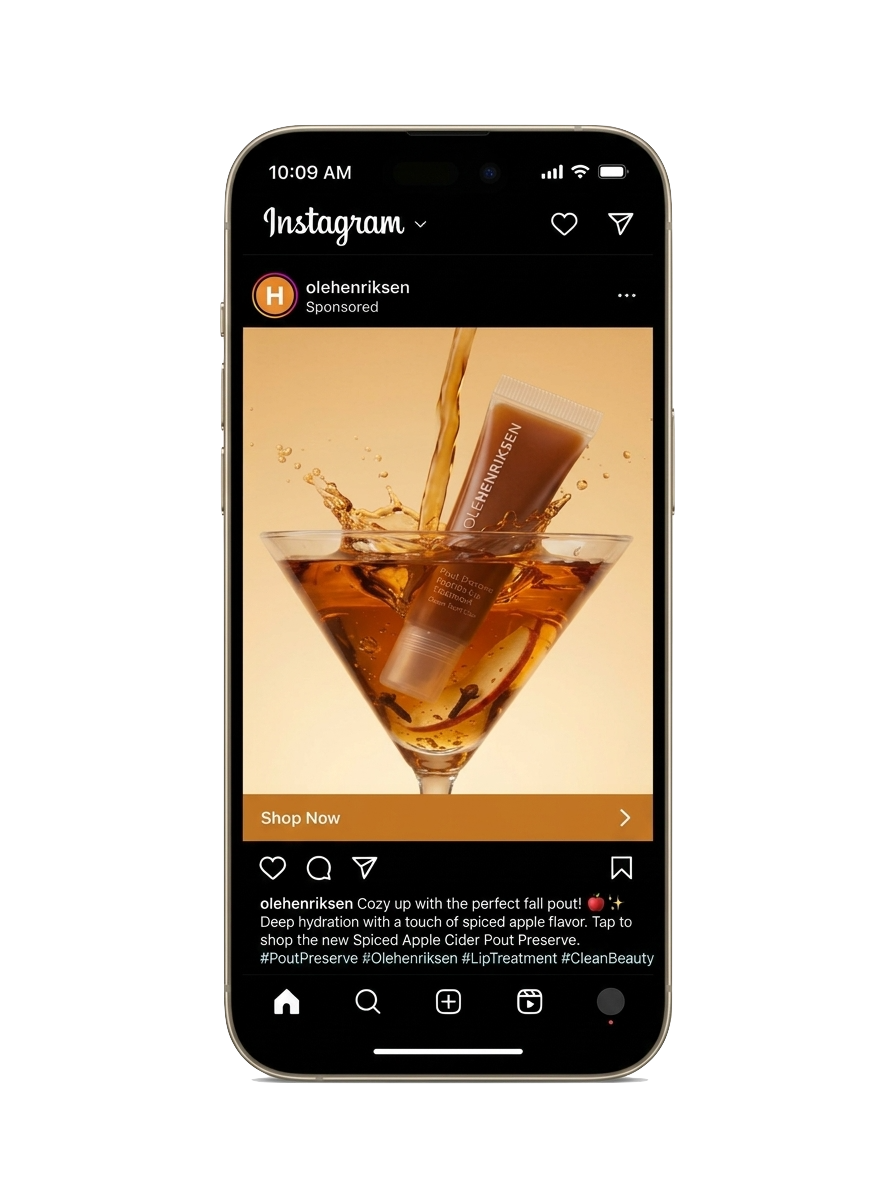 10:09 AM
Instagram
H
olehenriksen
Sponsored
OLEHENRIKSEN
Pout
Shop Now
olehenriksen Cozy up with the perfect fall pout! 🍎✨
Deep hydration with a touch of spiced apple flavor. Tap to
shop the new Spiced Apple Cider Pout Preserve.
#PoutPreserve #Olehenriksen #LipTreatment #CleanBeauty